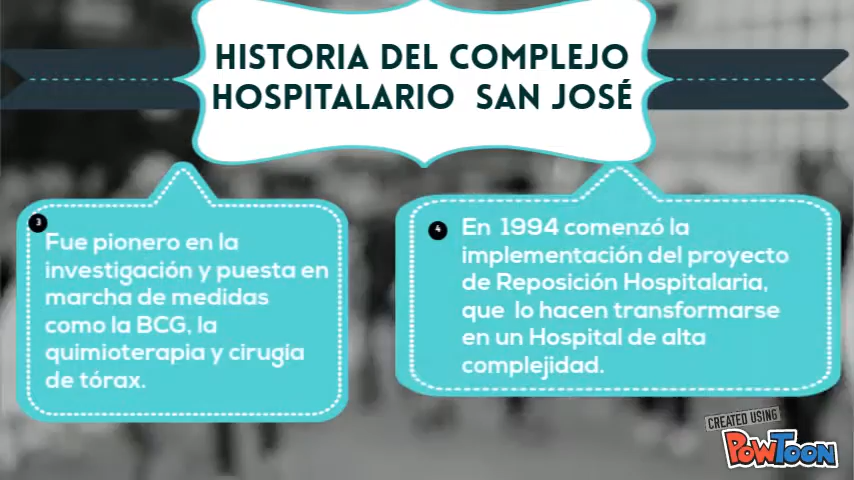 HISTORIA DEL COMPLEJO
HOSPITALARIO SAN JOSÉ
3
Fue pionero en la
investigación y puesta en
marcha de medidas
como la BCG, la
quimioterapia y cirugía
de tórax.
4
En 1994 comenzó la
implementación del proyecto
de Reposición Hospitalaria,
que lo hacen transformarse
en un Hospital de alta
complejidad.
CREATED USING
POWTOON